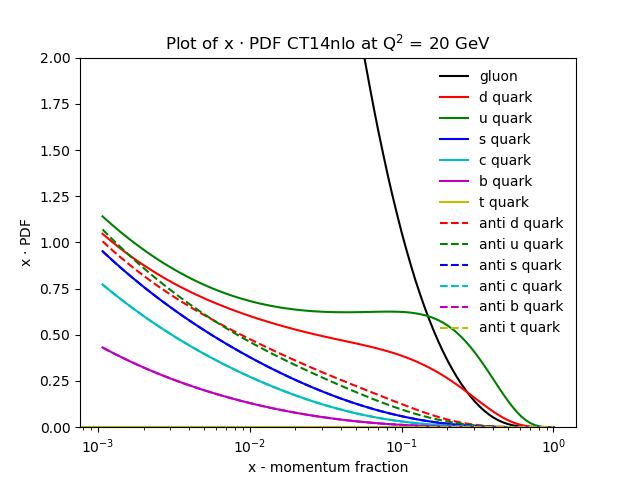 Plot of x · PDF CT14nlo at Q² = 20 GeV
2.00
1.75
1.50
1.25
1.00
0.75
0.50
0.25
0.00
x · PDF
gluon
d quark
u quark
s quark
c quark
b quark
t quark
anti d quark
anti u quark
anti s quark
anti c quark
anti b quark
anti t quark
10⁻³ 10⁻² 10⁻¹ 10⁰
x - momentum fraction